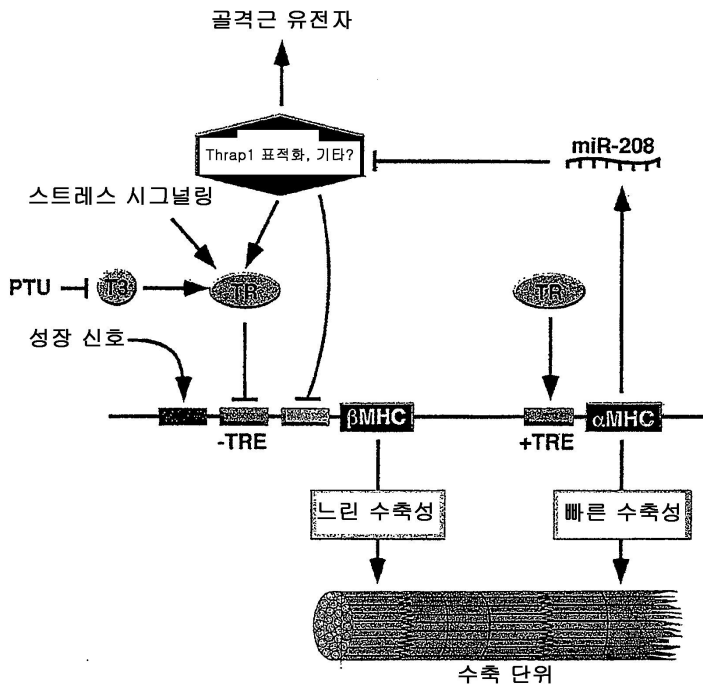 골격근 유전자
Thrap1 표적화, 기타?
miR-208
스트레스 시그널링
PTU
T3
TR
TR
성장 신호
βMHC
αMHC
-TRE
+TRE
느린 수축성
빠른 수축성
수축 단위